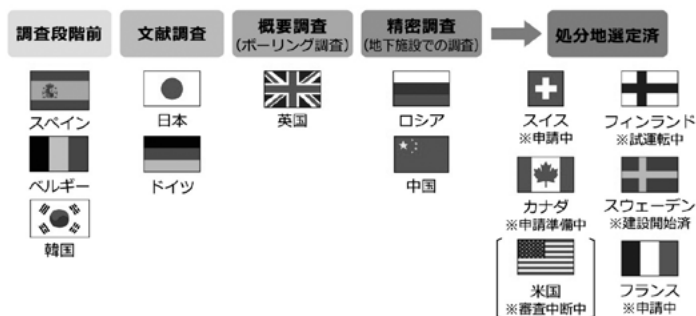 調査段階前
文献調査
概要調査
(ボーリング調査)
精密調査
(地下施設での調査)
処分地選定済
スペイン
ベルギー
韓国
日本
ドイツ
英国
ロシア
中国
スイス
※申請中
フィンランド
※試運転中
カナダ
※申請準備中
スウェーデン
※建設開始済
米国
※審査中断中
フランス
※申請中